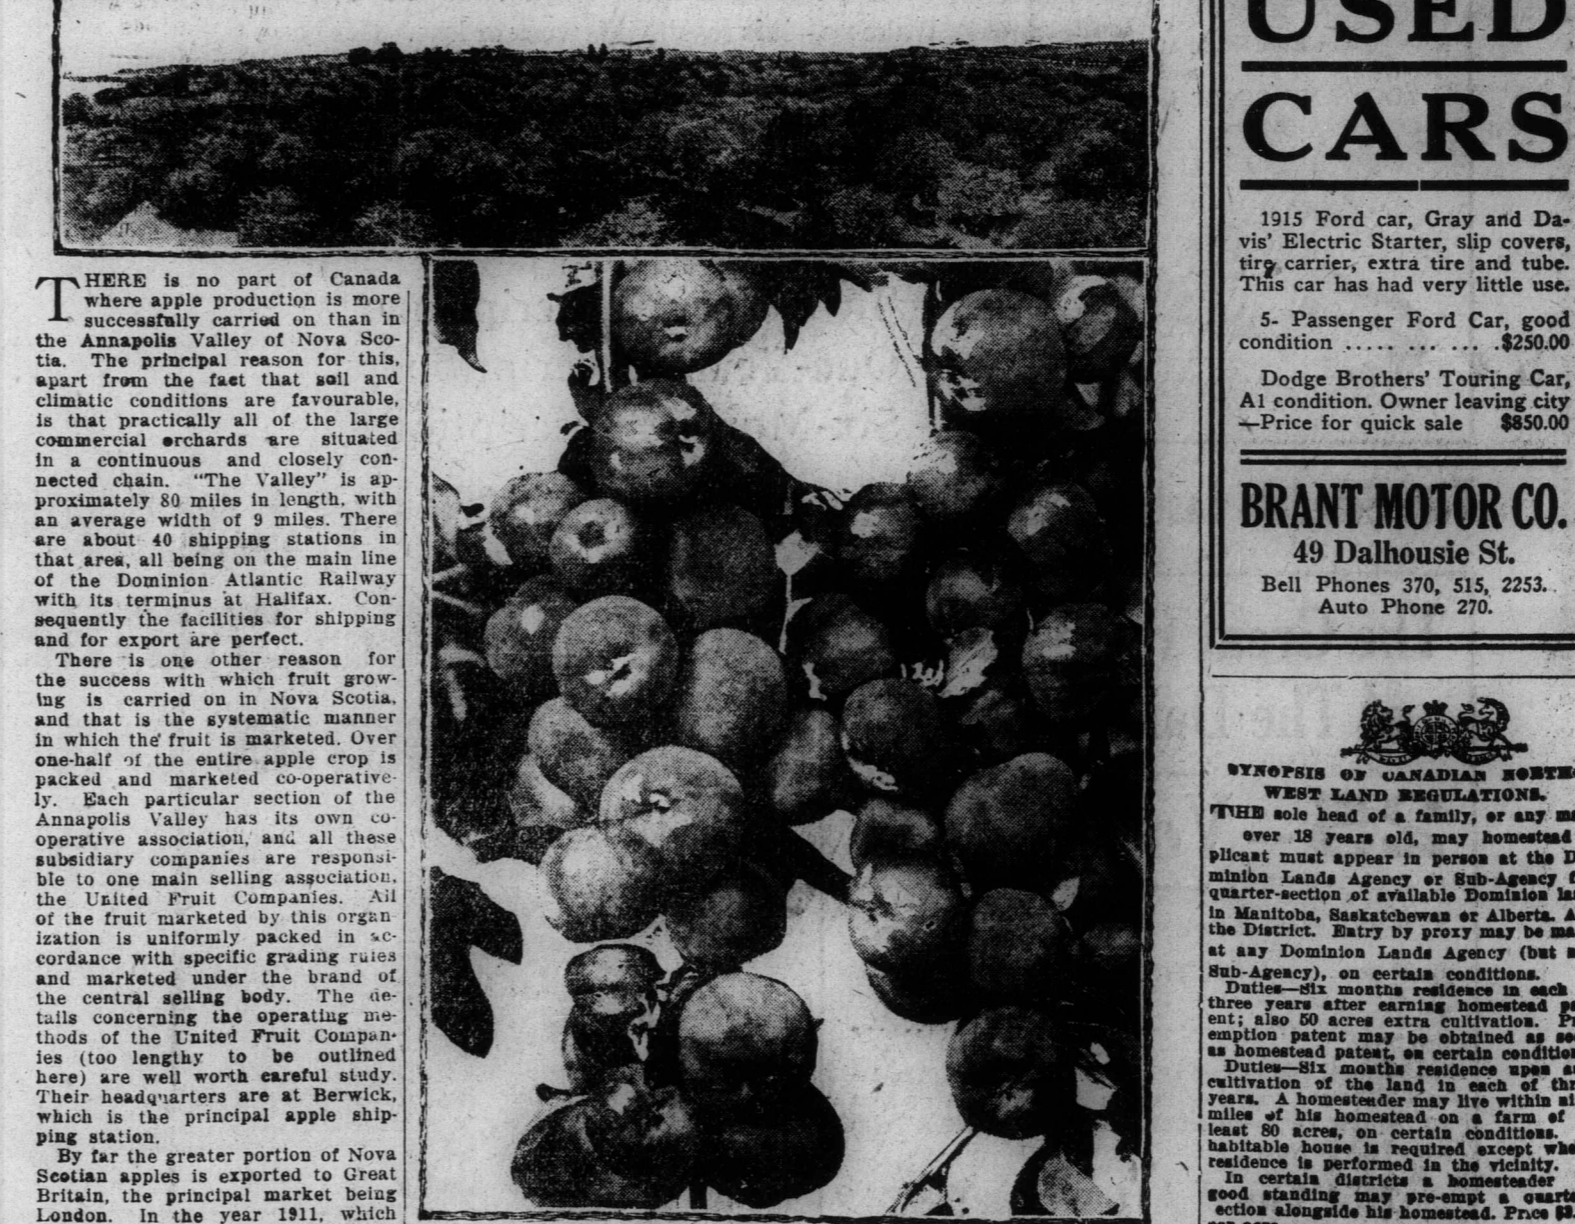 THERE is no part of Canada
where apple production is more
successfully carried on than in
the Annapolis Valley of Nova Sco-
tia. The principal reason for this,
apart from the fact that soil and
climatic conditions are favourable,
is that practically all of the large
commercial orchards are situated
in a continuous and closely con-
nected chain. "The Valley" is ap-
proximately 80 miles in length, with
an average width of 9 miles. There
are about 40 shipping stations in
that area, all being on the main line
of the Dominion Atlantic Railway
with its terminus at Halifax. Con-
sequently the facilities for shipping
and for export are perfect.
There is one other reason for
the success with which fruit grow-
ing is carried on in Nova Scotia,
and that is the systematic manner
in which the fruit is marketed. Over
one-half of the entire apple crop is
packed and marketed co-operative-
ly. Each particular section of the
Annapolis Valley has its own co-
operative association, and all these
subsidiary companies are responsi-
ble to one main selling association,
the United Fruit Companies. All
of the fruit marketed by this organ-
ization is uniformly packed in ac-
cordance with specific grading rules
and marketed under the brand of
the central selling body. The de-
tails concerning the operating me-
thods of the United Fruit Compan-
ies (too lengthy to be outlined
here) are well worth careful study.
Their headquarters are at Berwick,
which is the principal apple ship-
ping station.
By far the greater portion of Nova
Scotian apples is exported to Great
Britain, the principal market being
London. In the year 1911, which
USED
CARS
1915 Ford car, Gray and Da-
vis' Electric Starter, slip covers,
tire carrier, extra tire and tube.
This car has had very little use.
5- Passenger Ford Car, good
condition ..... ... ... .$250.00
Dodge Brothers' Touring Car,
A1 condition. Owner leaving city
—Price for quick sale $850.00
BRANT MOTOR CO.
49 Dalhousie St.
Bell Phones 370, 515, 2253.
Auto Phone 270.
SYNOPSIS OF CANADIAN NORTH-
WEST LAND REGULATIONS.
THE sole head of a family, or any
over 18 years old, may homestead
plicant must appear in person at the D
minion Lands Agency or Sub-Agency
quarter-section of available Dominion
in Manitoba, Saskatchewan or Alberta.
the District. Entry by proxy may be
at any Dominion Lands Agency (but
Sub-Agency), on certain conditions.
Duties—Six months residence in each
three years after earning homestead
ent; also 50 acres extra cultivation.
emption patent may be obtained as
as homestead patent, on certain
Duties—Six months residence upon
cultivation of the land in each of
years. A homesteader may live within
miles of his homestead on a farm of
least 80 acres, on certain conditions.
habitable house is required except
residence is performed in the vicinity.
In certain districts a homesteader
good standing may pre-empt a
ection alongside his homestead. Price